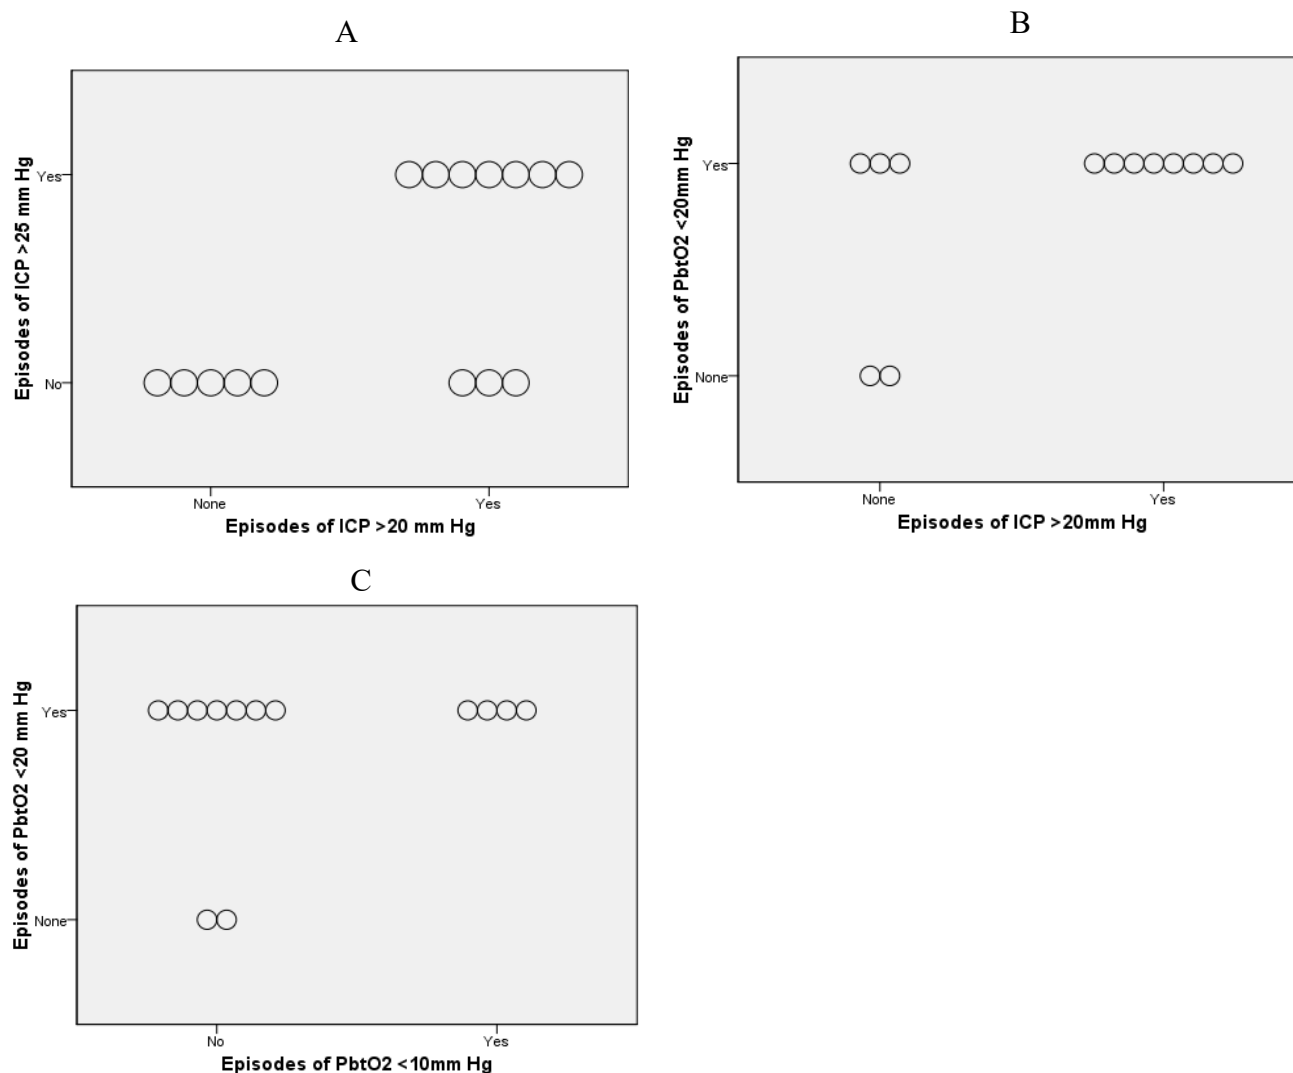 A
Episodes of ICP >25 mm Hg
Yes
No
None
Yes
Episodes of ICP >20 mm Hg
B
Episodes of PbtO2 <20mm Hg
Yes
None
None
Yes
Episodes of ICP >20mm Hg
C
Episodes of PbtO2 <20 mm Hg
Yes
None
No
Yes
Episodes of PbtO2 <10mm Hg